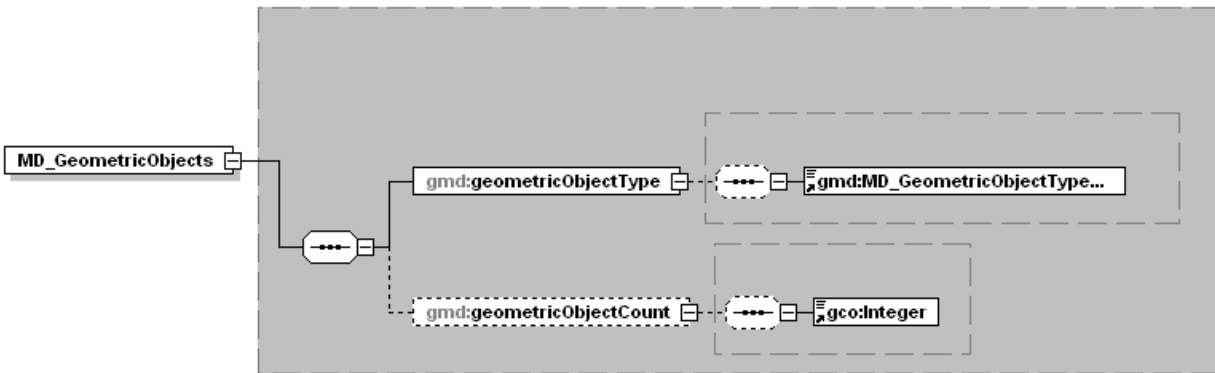 MD_GeometricObjects
gmd:geometricObjectType
gmd:MD_GeometricObjectType...
gmd:geometricObjectCount
gco:Integer